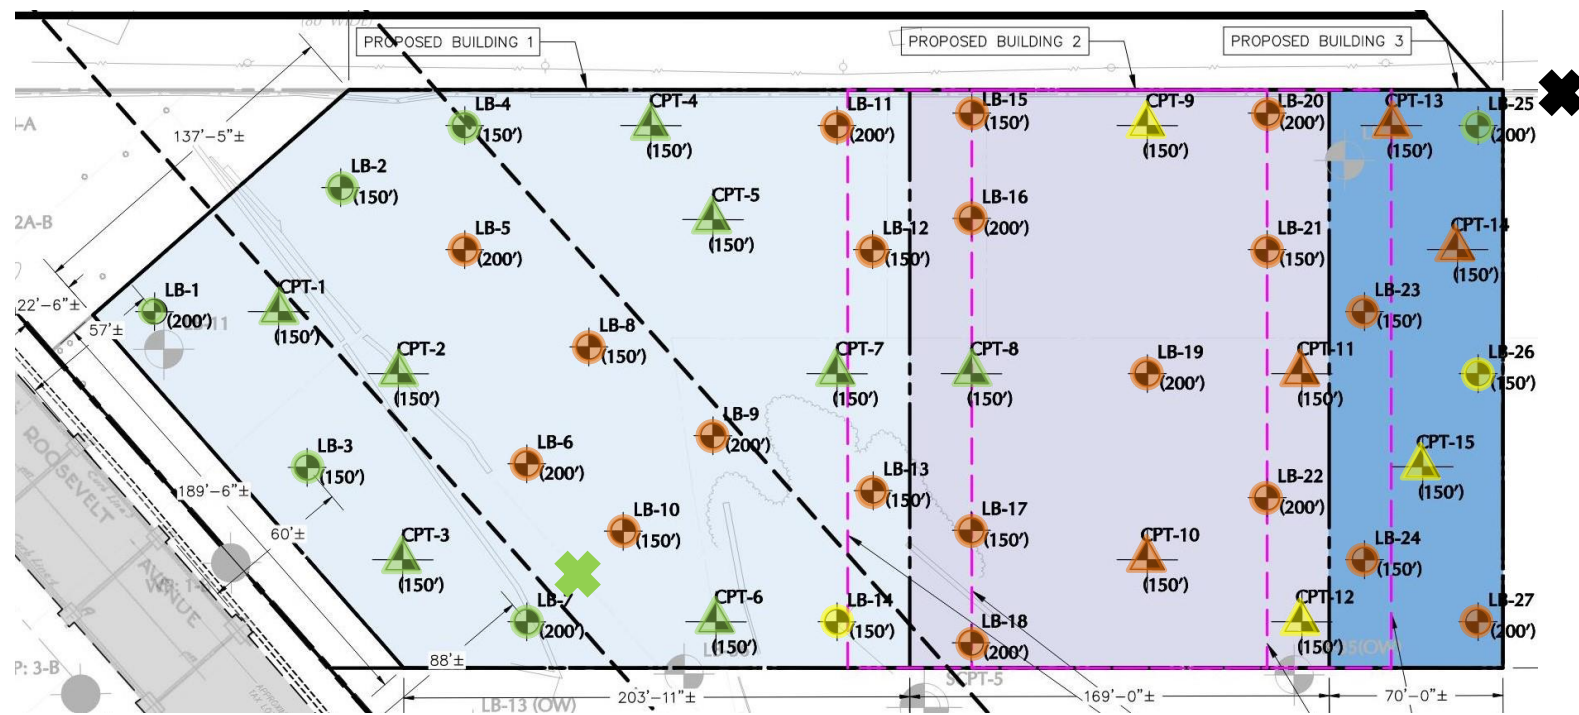 (80' WIDE)
PROPOSED BUILDING 1
PROPOSED BUILDING 2
PROPOSED BUILDING 3
LB-4
(150')
CPT-4
(150')
LB-11
(200')
LB-15
(150')
CPT-9
(150')
LB-20
(200')
CPT-13
(150')
LB-25
(200')
-A
137'-5"±
LB-2
(150')
CPT-5
(150')
LB-16
(200')
2A-B
LB-5
(200')
LB-12
(150')
LB-21
(150')
CPT-14
(150')
LB-1
(200')
CPT-1
(150')
LB-23
(150')
22'-6"±
57'±
LB-8
(150')
CPT-2
(150')
CPT-7
(150')
CPT-8
(150')
LB-19
(200')
CPT-11
(150')
LB-26
(150')
LB-9
(200')
LB-3
(150')
LB-6
(200')
LB-13
(150')
LB-22
(200')
CPT-15
(150')
ROOSEVELT
AVENUE
189'-6"±
60'±
LB-10
(150')
LB-17
(150')
CPT-3
(150')
CPT-10
(150')
LB-24
(150')
LB-7
(200')
CPT-6
(150')
LB-14
(150')
LB-18
(200')
CPT-12
(150')
LB-27
(200')
P: 3-B
88'±
SCPT-5
LB-13 (OW)
203'-11"±
169'-0"±
70'-0"±